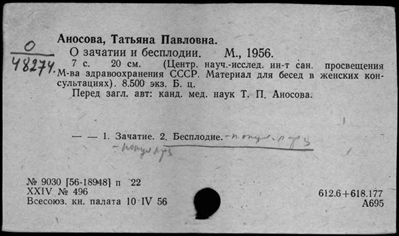 Аносова, Татьяна Павловна.
О зачатии и бесплодии. М., 1956.
7 с. 20 см. (Центр. науч.-исслед. ин-т сан. просвещения
М-ва здравоохранения СССР. Материал для бесед в женских кон-
сультациях). 8.500 экз. Б. ц.
Перед загл. авт: канд. мед. наук Т. П. Аносова.
0
48274.
— — 1. Зачатие. 2. Бесплодие.
№ 9030 [56-18948] п 22
XXIV № 496
Всесоюз. кн. палата 10 IV 56
612.6+618.177
А695